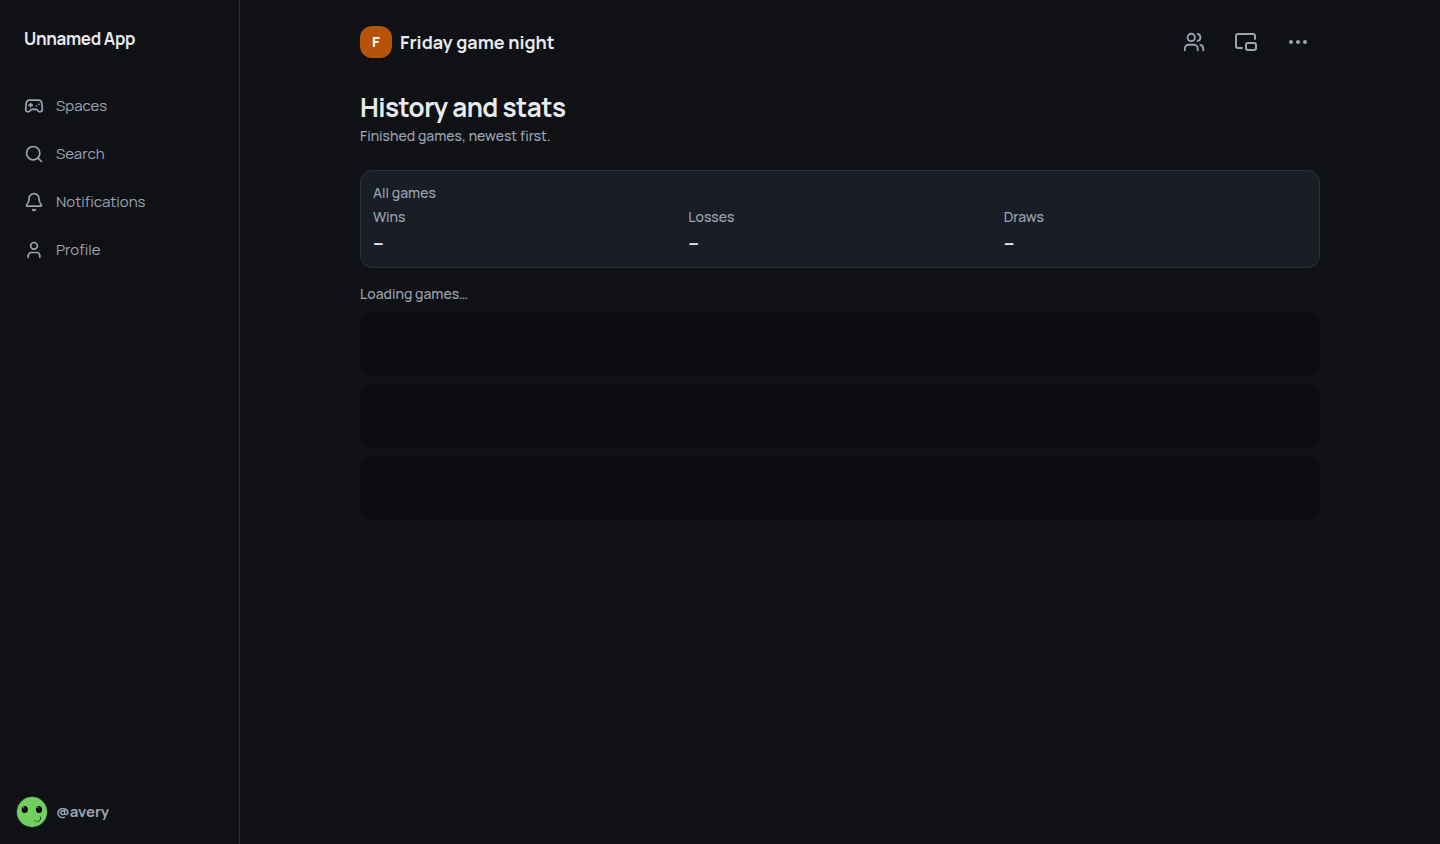 Unnamed App
Spaces
Search
Notifications
Profile
@avery
F
Friday game night
History and stats
Finished games, newest first.
All games
Wins
Losses
Draws
–
–
–
Loading games…